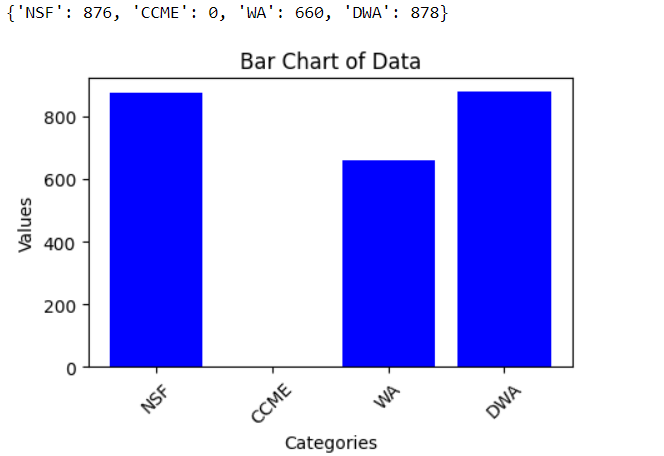 {'NSF': 876, 'CCME': 0, 'WA': 660, 'DWA': 878}
Bar Chart of Data
800
600
400
200
0
Values
NSF
CCME
WA
DWA
Categories